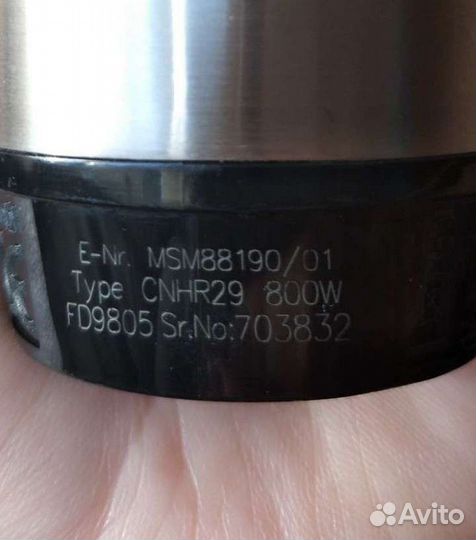 E-Nr. MSM88190/01
Type CNHR29 800W
FD9805 Sr.No:703832
Avito